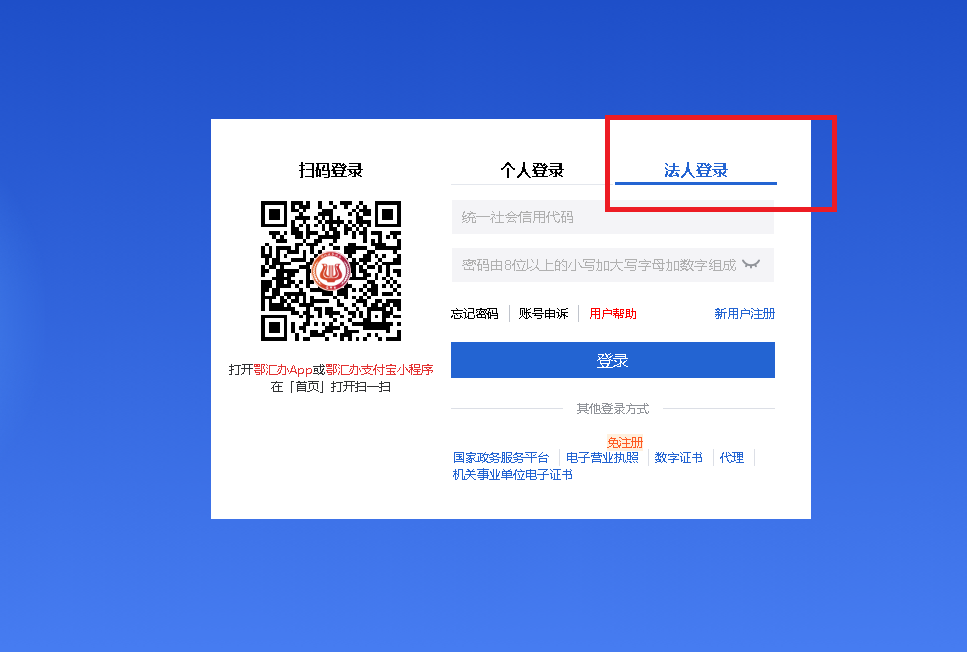 扫码登录
打开鄂汇办App或鄂汇办支付宝小程序
在「首页」打开扫一扫
个人登录 法人登录
统一社会信用代码
密码由8位以上的小写加大写字母加数字组成
忘记密码 账号申诉 用户帮助 新用户注册
登录
其他登录方式
免注册
国家政务服务平台 电子营业执照 数字证书 代理
机关事业单位电子证书